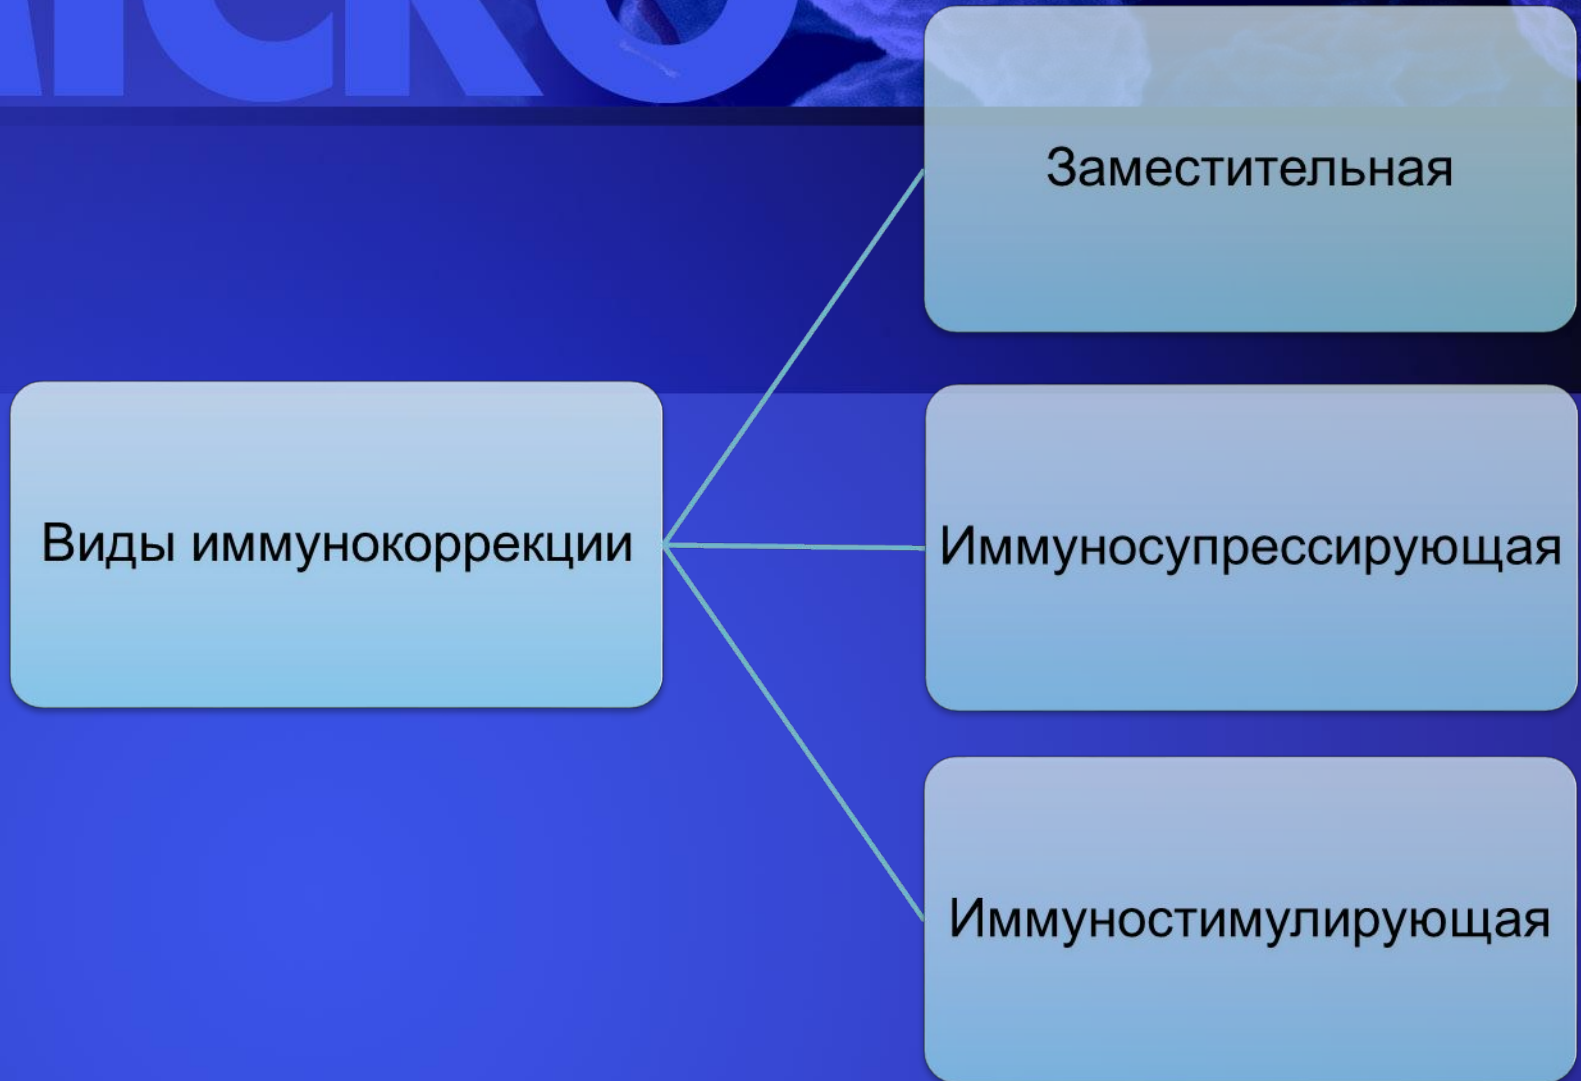 Заместительная
Виды иммунокоррекции
Иммуносупрессирующая
Иммуностимулирующая